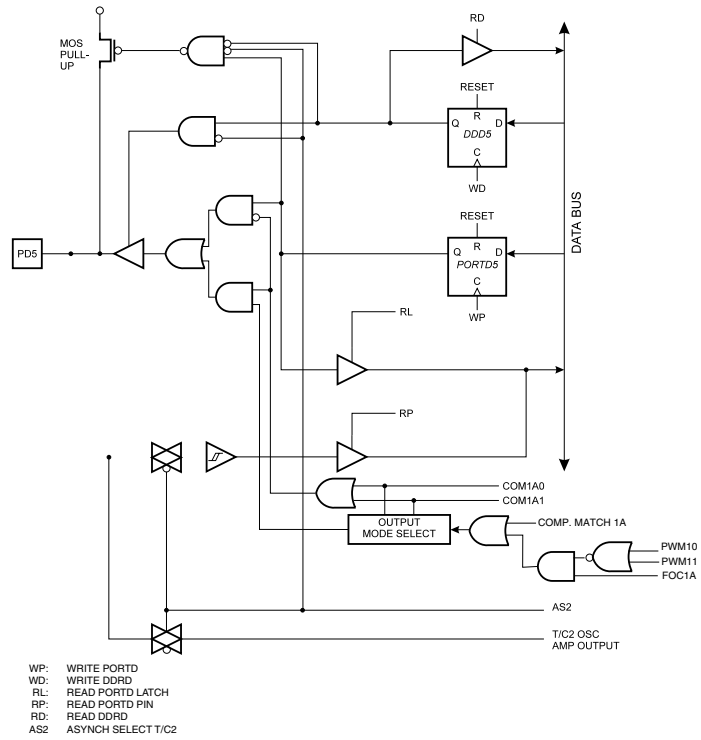 RD
MOS
PULL-
UP
RESET
R
Q
D
DDD5
C
WD
RESET
R
Q
D
PORTD5
C
WP
DATA BUS
PD5
RL
RP
COM1A0
COM1A1
OUTPUT
MODE SELECT
COMP. MATCH 1A
PWM10
PWM11
FOC1A
AS2
T/C2 OSC
AMP OUTPUT
WP: WRITE PORTD
WD: WRITE DDRD
RL: READ PORTD LATCH
RP: READ PORTD PIN
RD: READ DDRD
AS2 ASYNCH SELECT T/C2